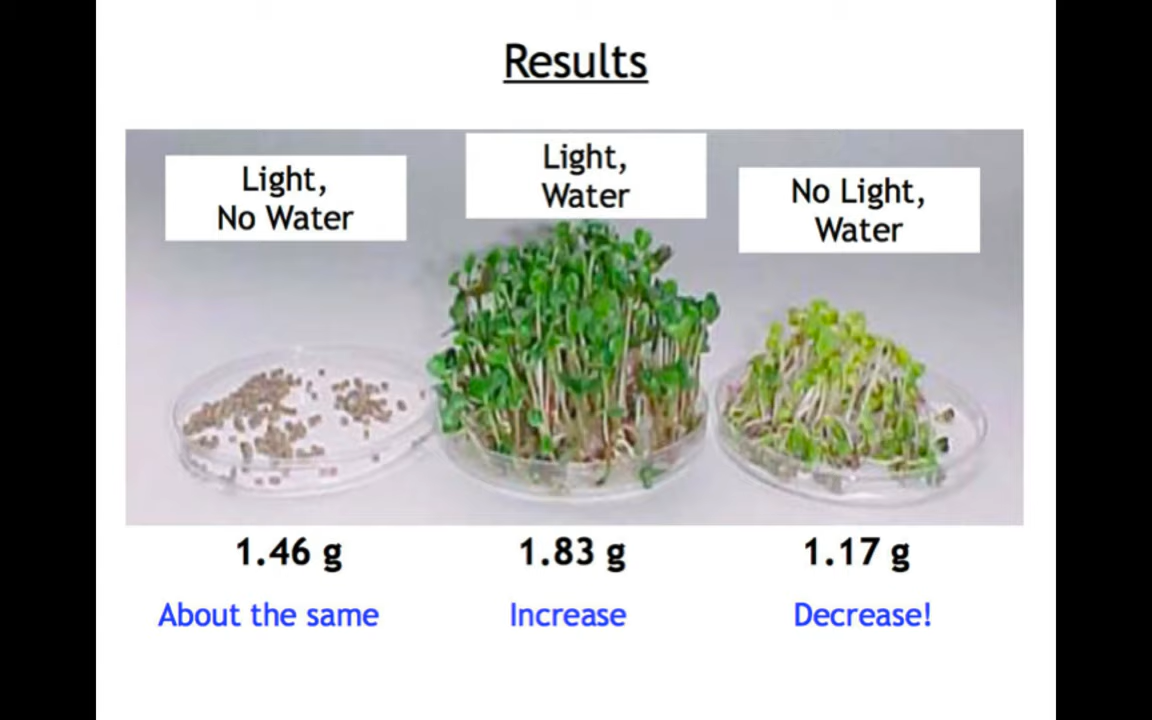 Results
Light,
No Water
Light,
Water
No Light,
Water
1.46 g
1.83 g
1.17 g
About the same
Increase
Decrease!